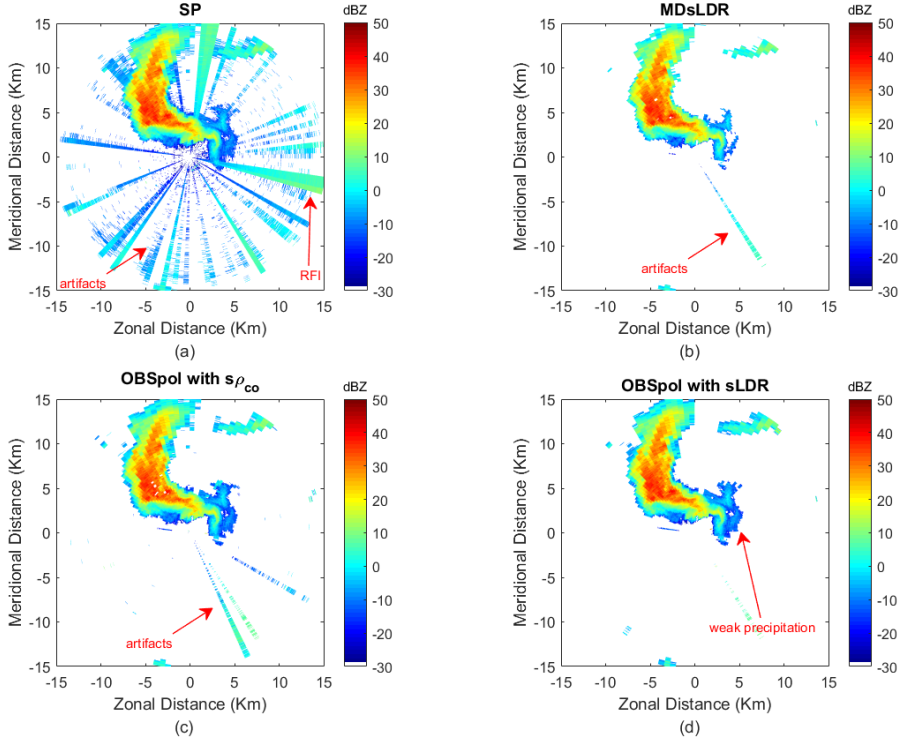 SP
dBZ
15
10
5
0
-5
-10
-15
Meridional Distance (Km)
-15 -10 -5 0 5 10 15
Zonal Distance (Km)
50
40
30
20
10
0
-10
-20
-30
artifacts
RFI
(a)
MDsLDR
dBZ
15
10
5
0
-5
-10
-15
Meridional Distance (Km)
-15 -10 -5 0 5 10 15
Zonal Distance (Km)
50
40
30
20
10
0
-10
-20
-30
artifacts
(b)
OBSpol with sρco
dBZ
15
10
5
0
-5
-10
-15
Meridional Distance (Km)
-15 -10 -5 0 5 10 15
Zonal Distance (Km)
50
40
30
20
10
0
-10
-20
-30
artifacts
(c)
OBSpol with sLDR
dBZ
15
10
5
0
-5
-10
-15
Meridional Distance (Km)
-15 -10 -5 0 5 10 15
Zonal Distance (Km)
50
40
30
20
10
0
-10
-20
-30
weak precipitation
(d)